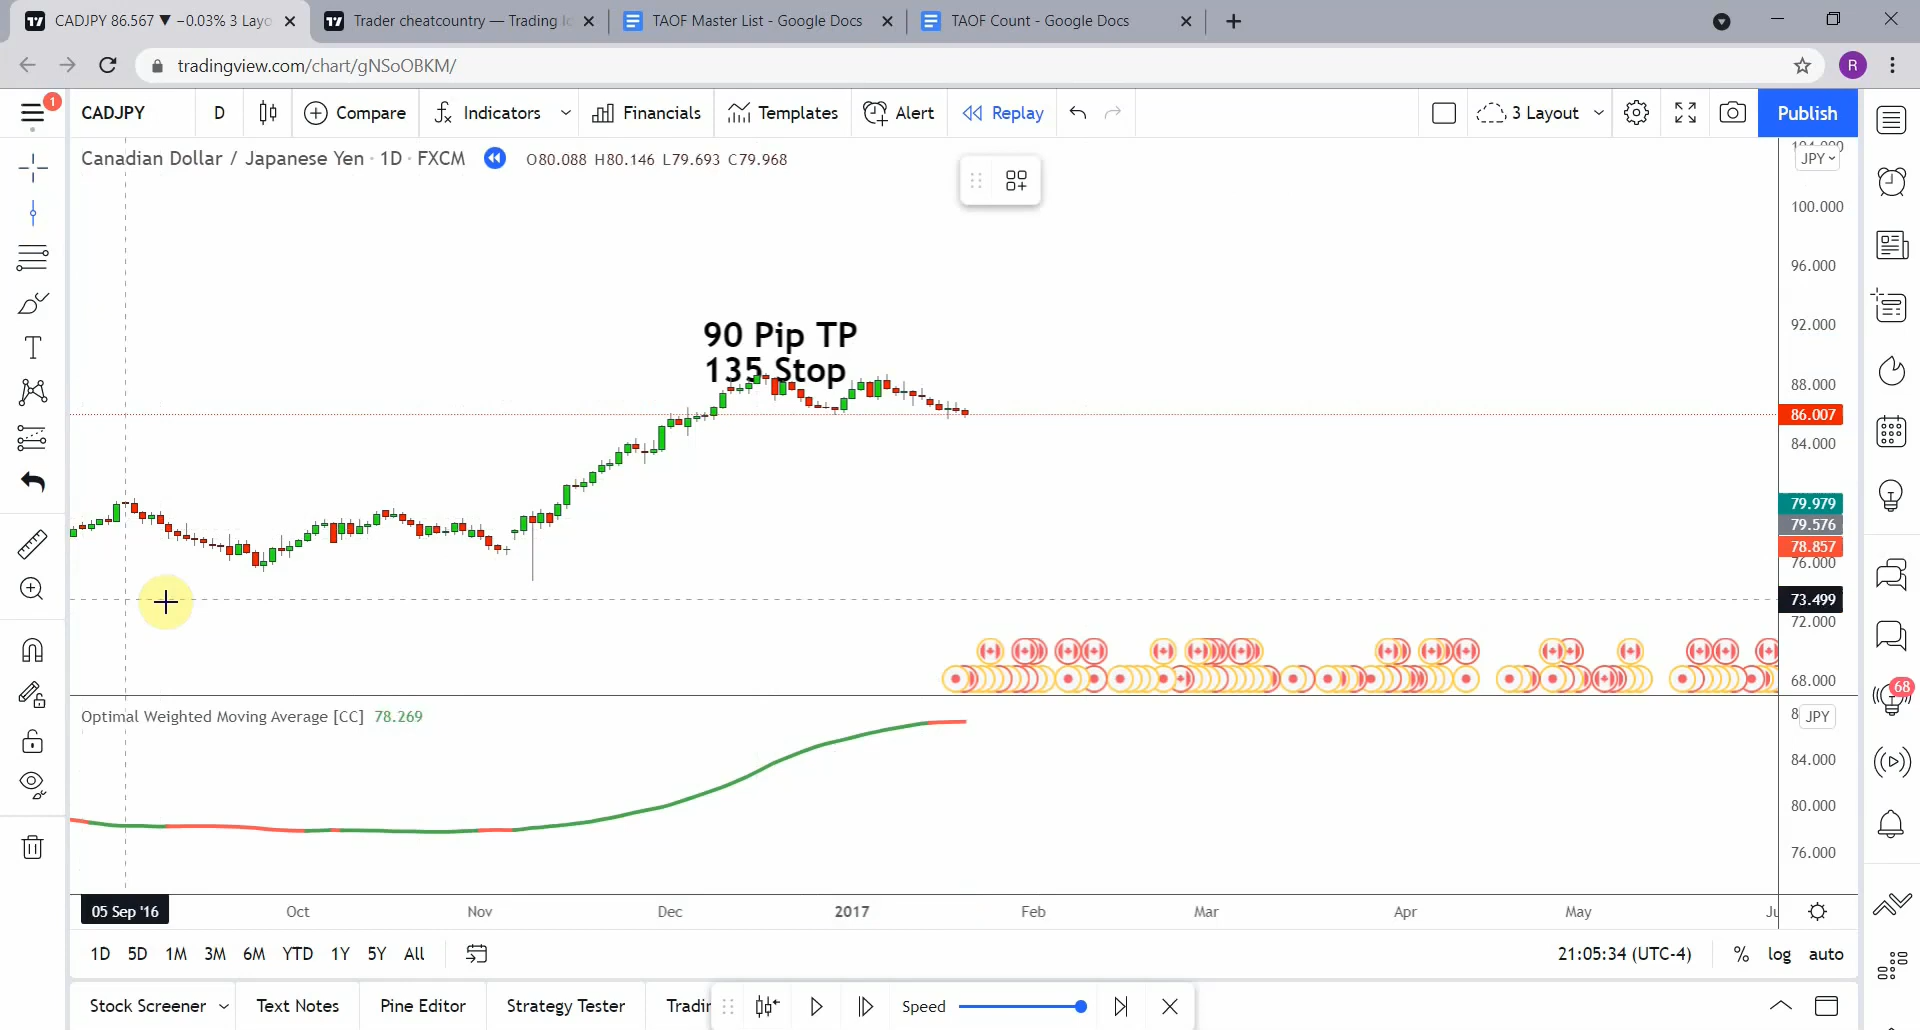 CADJPY 86.567 ▼ −0.03% 3 Layo
Trader cheatcountry — Trading Id
TAOF Master List - Google Docs
TAOF Count - Google Docs
tradingview.com/chart/gNSoOBKM/
R
1
CADJPY
D
Compare
Indicators
Financials
Templates
Alert
Replay
3 Layout
Publish
Canadian Dollar / Japanese Yen · 1D · FXCM
O80.088 H80.146 L79.693 C79.968
104.000
JPY
100.000
96.000
92.000
90 Pip TP
135 Stop
88.000
86.007
84.000
79.979
79.576
78.857
76.000
73.499
72.000
68.000
68
Optimal Weighted Moving Average [CC] 78.269
8
JPY
84.000
80.000
76.000
05 Sep '16
Oct
Nov
Dec
2017
Feb
Mar
Apr
May
Ju
1D 5D 1M 3M 6M YTD 1Y 5Y All
21:05:34 (UTC-4)
% log auto
Stock Screener
Text Notes
Pine Editor
Strategy Tester
Tradin
Speed